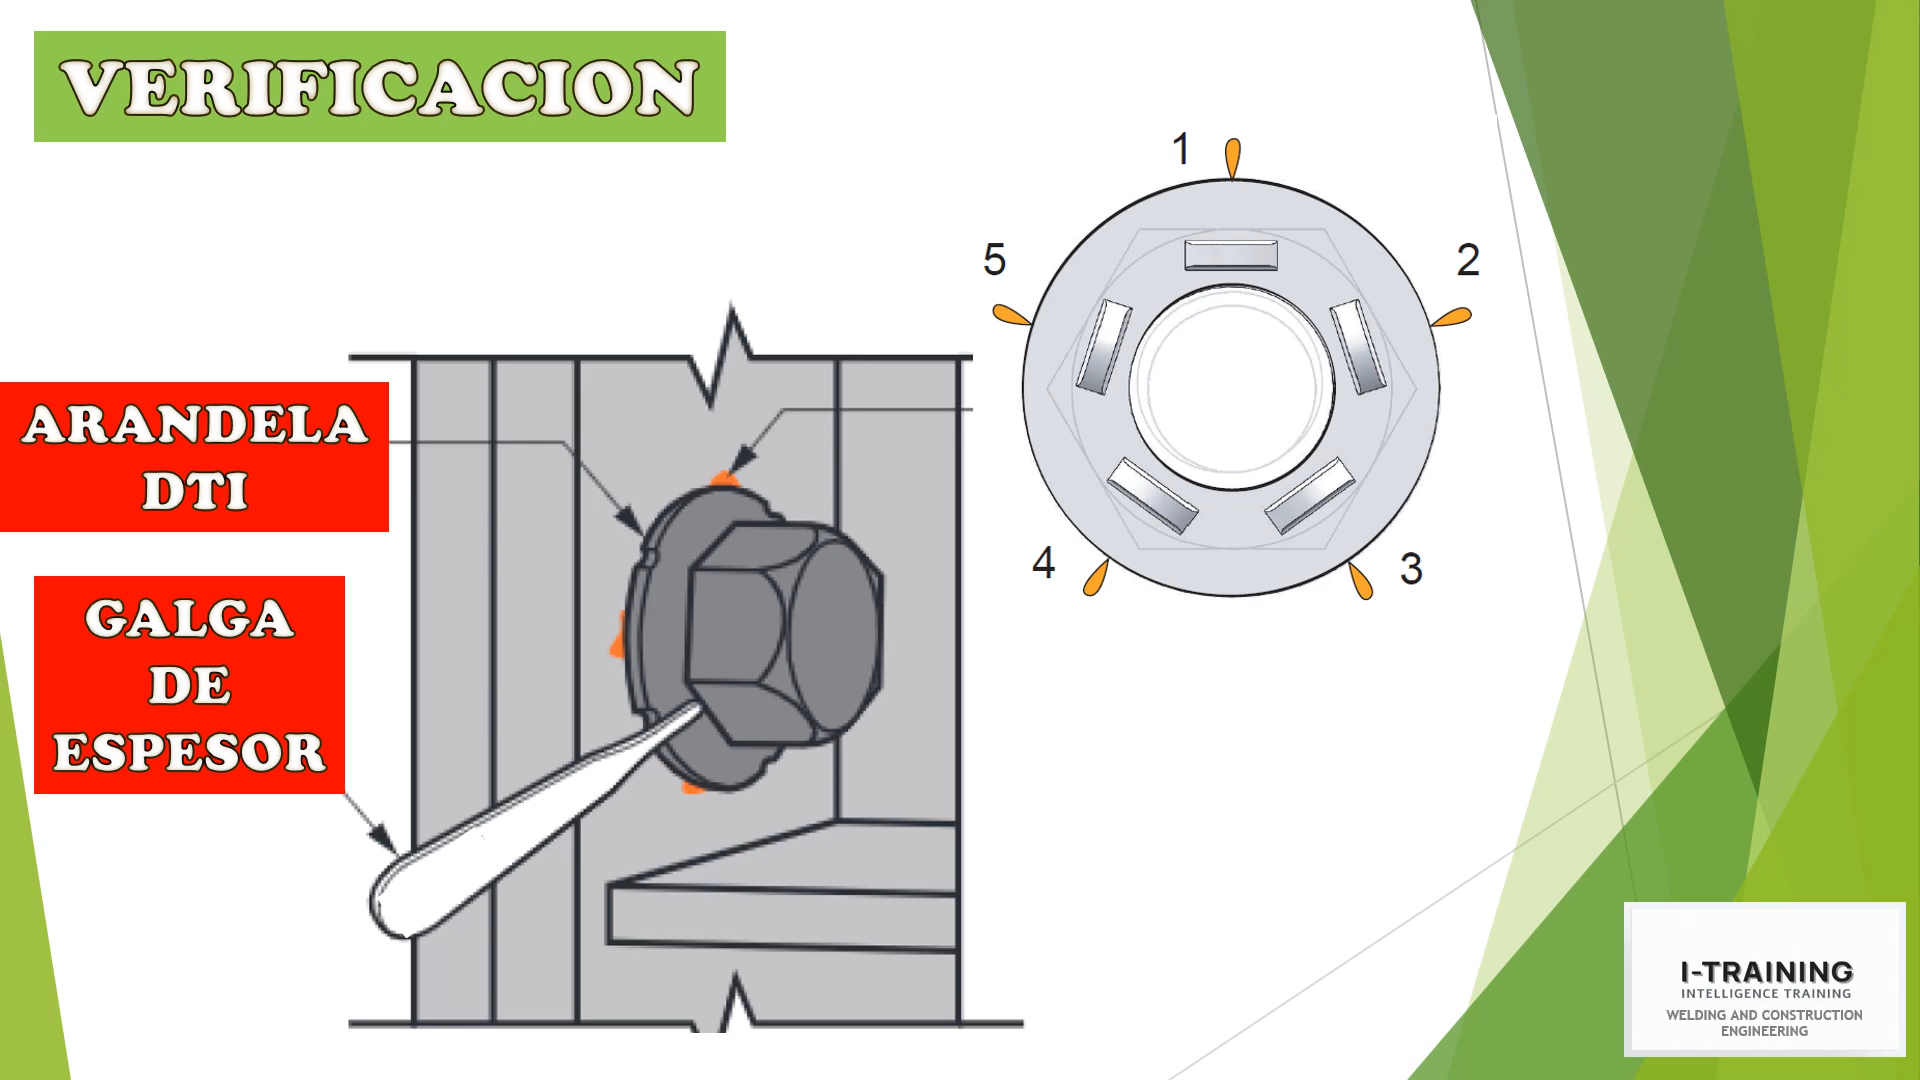 VERIFICACION
1
5
2
ARANDELA
DTI
4
3
GALGA
DE
ESPESOR
I-TRAINING
INTELLIGENCE TRAINING
WELDING AND CONSTRUCTION
ENGINEERING